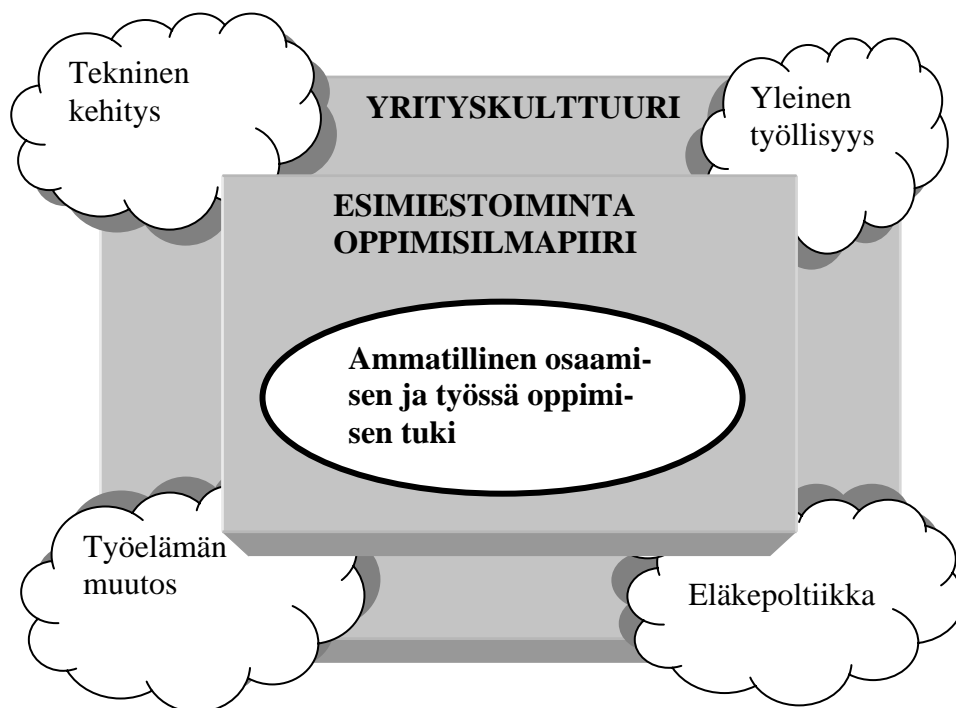 Tekninen
kehitys
YRITYSKULTTUURI
Yleinen
työllisyys
ESIMIESTOIMINTA
OPPIMISILMAPIIRI
Ammatillinen osaami-
sen ja työssä oppimi-
sen tuki
Työelämän
muutos
Eläkepoltiikka